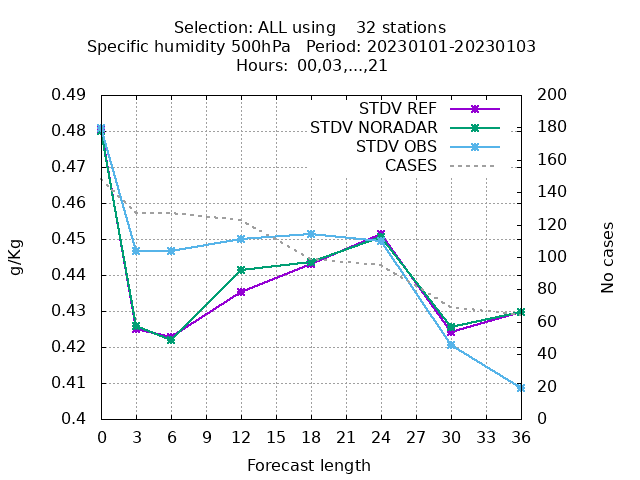 Selection: ALL using    32 stations
Specific humidity 500hPa   Period: 20230101-20230103
Hours: 00,03,...,21
STDV REF
STDV NORADAR
STDV OBS
CASES
0.49
0.48
0.47
0.46
0.45
0.44
0.43
0.42
0.41
0.4
g/Kg
200
180
160
140
120
100
80
60
40
20
0
No cases
0 3 6 9 12 15 18 21 24 27 30 33 36
Forecast length